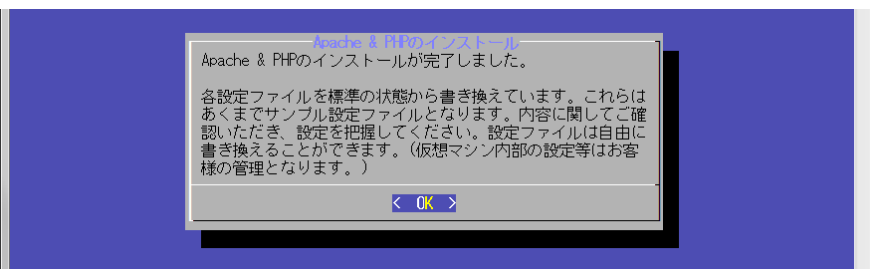 Apache & PHPのインストール
Apache & PHPのインストールが完了しました。
各設定ファイルを標準の状態から書き換えています。これらは
あくまでサンプル設定ファイルとなります。内容に関してご確
認いただき、設定を把握してください。設定ファイルは自由に
書き換えることができます。(仮想マシン内部の設定等はお客
様の管理となります。)
< OK >